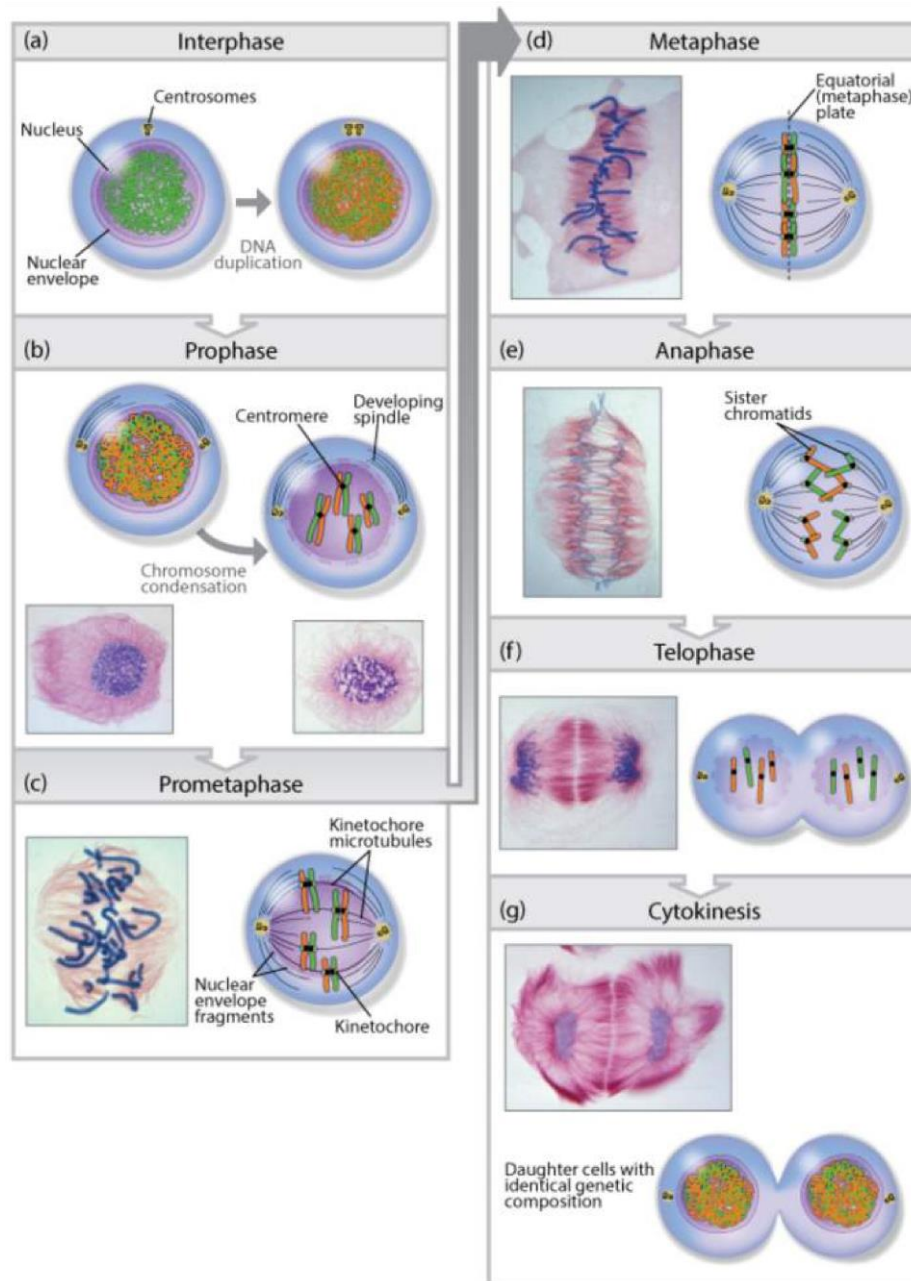 (a) Interphase
Centrosomes
Nucleus
Nuclear
envelope
DNA
duplication
(b) Prophase
Centromere
Developing
spindle
Chromosome
condensation
(c) Prometaphase
Kinetochore
microtubules
Nuclear
envelope
fragments
Kinetochore
(d) Metaphase
Equatorial
(metaphase)
plate
(e) Anaphase
Sister
chromatids
(f) Telophase
(g) Cytokinesis
Daughter cells with
identical genetic
composition